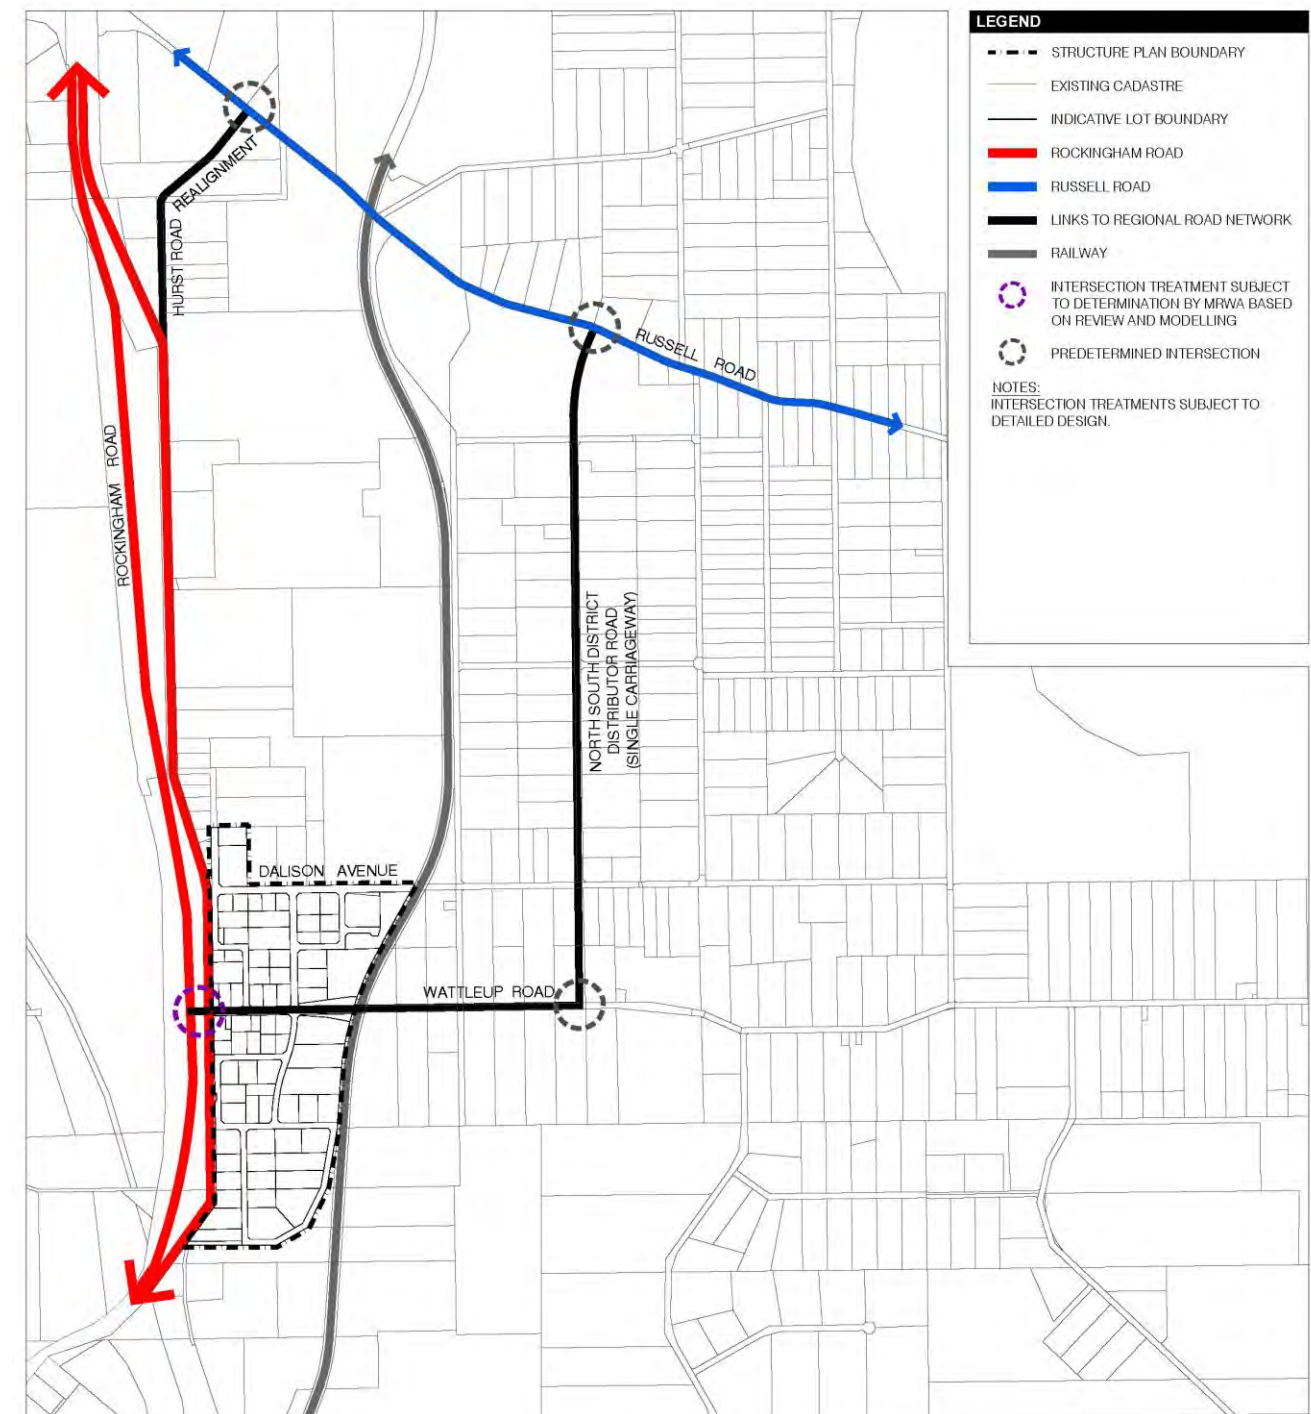 LEGEND
STRUCTURE PLAN BOUNDARY
EXISTING CADASTRE
INDICATIVE LOT BOUNDARY
ROCKINGHAM ROAD
RUSSELL ROAD
LINKS TO REGIONAL ROAD NETWORK
RAILWAY
INTERSECTION TREATMENT SUBJECT
TO DETERMINATION BY MRWA BASED
ON REVIEW AND MODELLING
PREDETERMINED INTERSECTION
NOTES:
INTERSECTION TREATMENTS SUBJECT TO
DETAILED DESIGN.
HURST ROAD REALIGNMENT
RUSSELL ROAD
ROCKINGHAM ROAD
NORTH SOUTH DISTRICT
DISTRIBUTOR ROAD
(SINGLE CARRIAGEWAY)
DALISON AVENUE
WATTLEUP ROAD